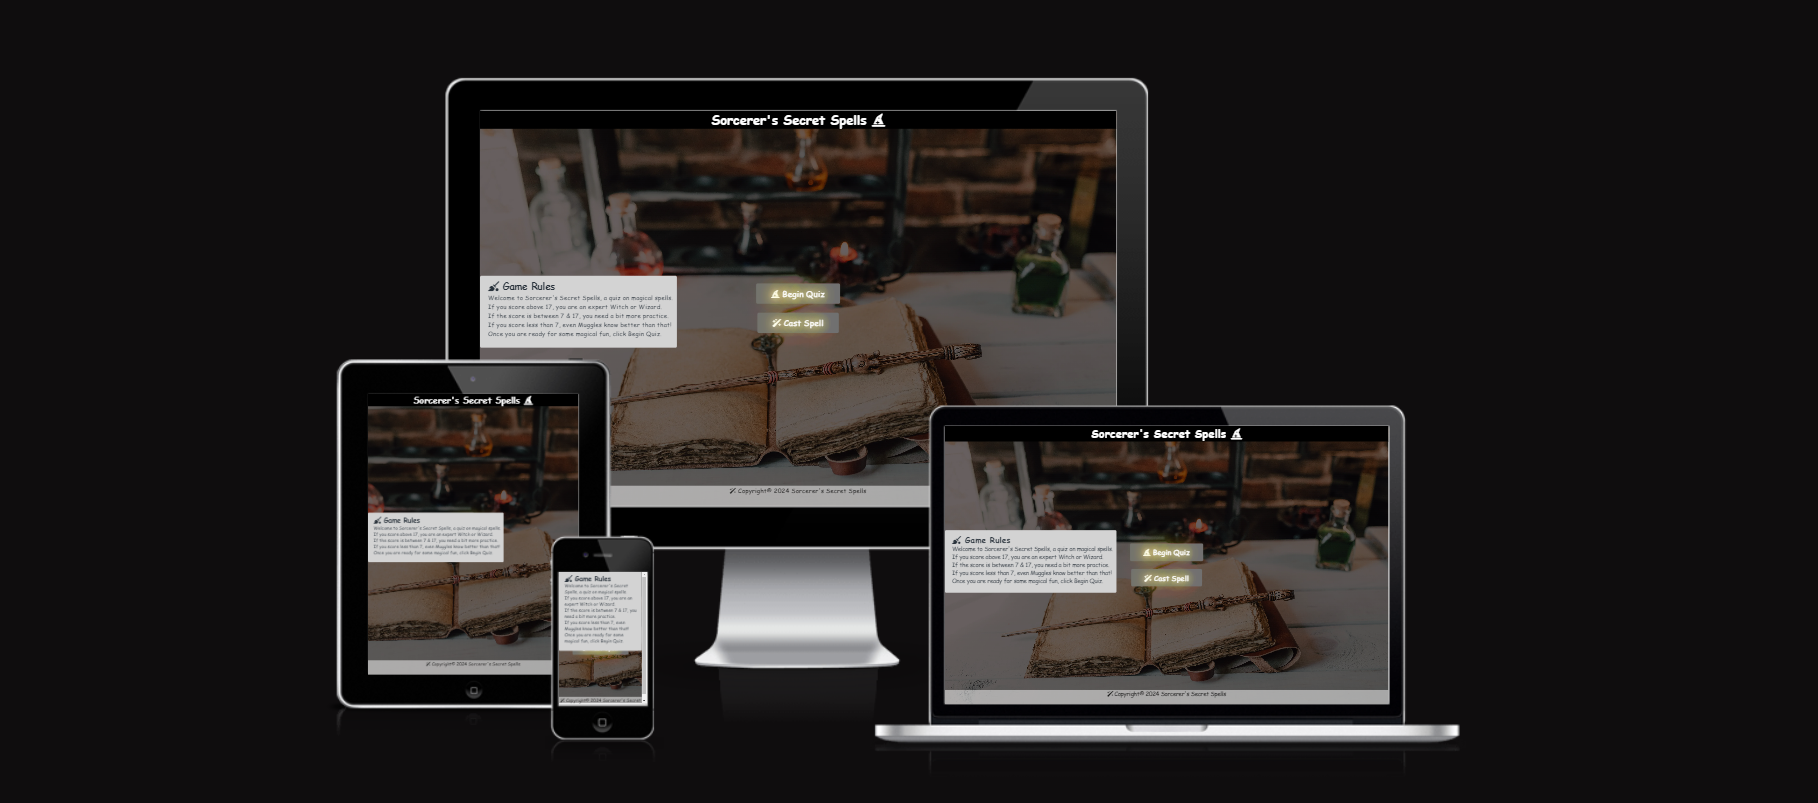 Sorcerer's Secret Spells
Game Rules
Welcome to Sorcerer's Secret Spells, a quiz on magical spells.
If you score above 17, you are an expert Witch or Wizard.
If the score is between 7 & 17, you need a bit more practice.
If you score less than 7, even Muggles know better than that!
Once you are ready for some magical fun, click Begin Quiz.
Begin Quiz
Cast Spell
Copyright© 2024 Sorcerer's Secret Spells
Sorcerer's Secret Spells
Game Rules
Welcome to Sorcerer's Secret Spells, a quiz on magical spells.
If you score above 17, you are an expert Witch or Wizard.
If the score is between 7 & 17, you need a bit more practice.
If you score less than 7, even Muggles know better than that!
Once you are ready for some magical fun, click Begin Quiz.
Copyright© 2024 Sorcerer's Secret Spells
Game Rules
Welcome to Sorcerer's Secret
Spells, a quiz on magical spells.
If you score above 17, you are an
expert Witch or Wizard.
If the score is between 7 & 17, you
need a bit more practice.
If you score less than 7, even
Muggles know better than that!
Once you are ready for some
magical fun, click Begin Quiz.
Copyright© 2024 Sorcerer's Secret
Sorcerer's Secret Spells
Game Rules
Welcome to Sorcerer's Secret Spells, a quiz on magical spells.
If you score above 17, you are an expert Witch or Wizard.
If the score is between 7 & 17, you need a bit more practice.
If you score less than 7, even Muggles know better than that!
Once you are ready for some magical fun, click Begin Quiz.
Begin Quiz
Cast Spell
Copyright© 2024 Sorcerer's Secret Spells